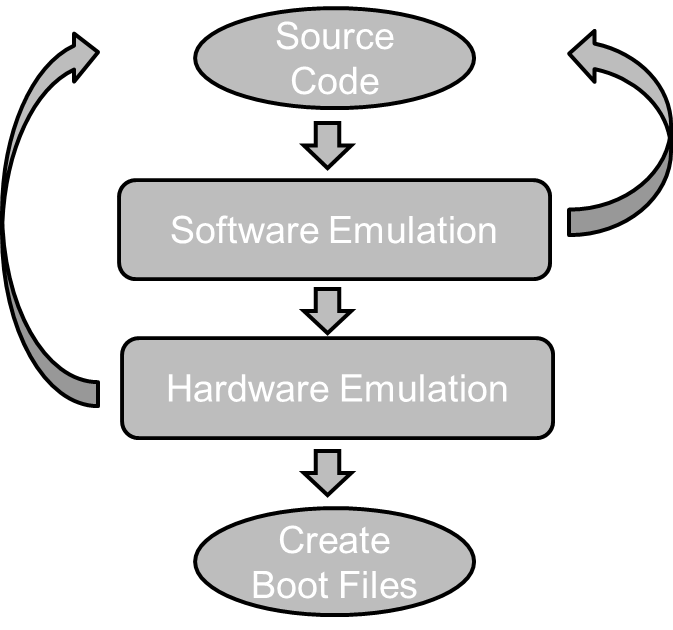 Source
Code
Software Emulation
Hardware Emulation
Create
Boot Files